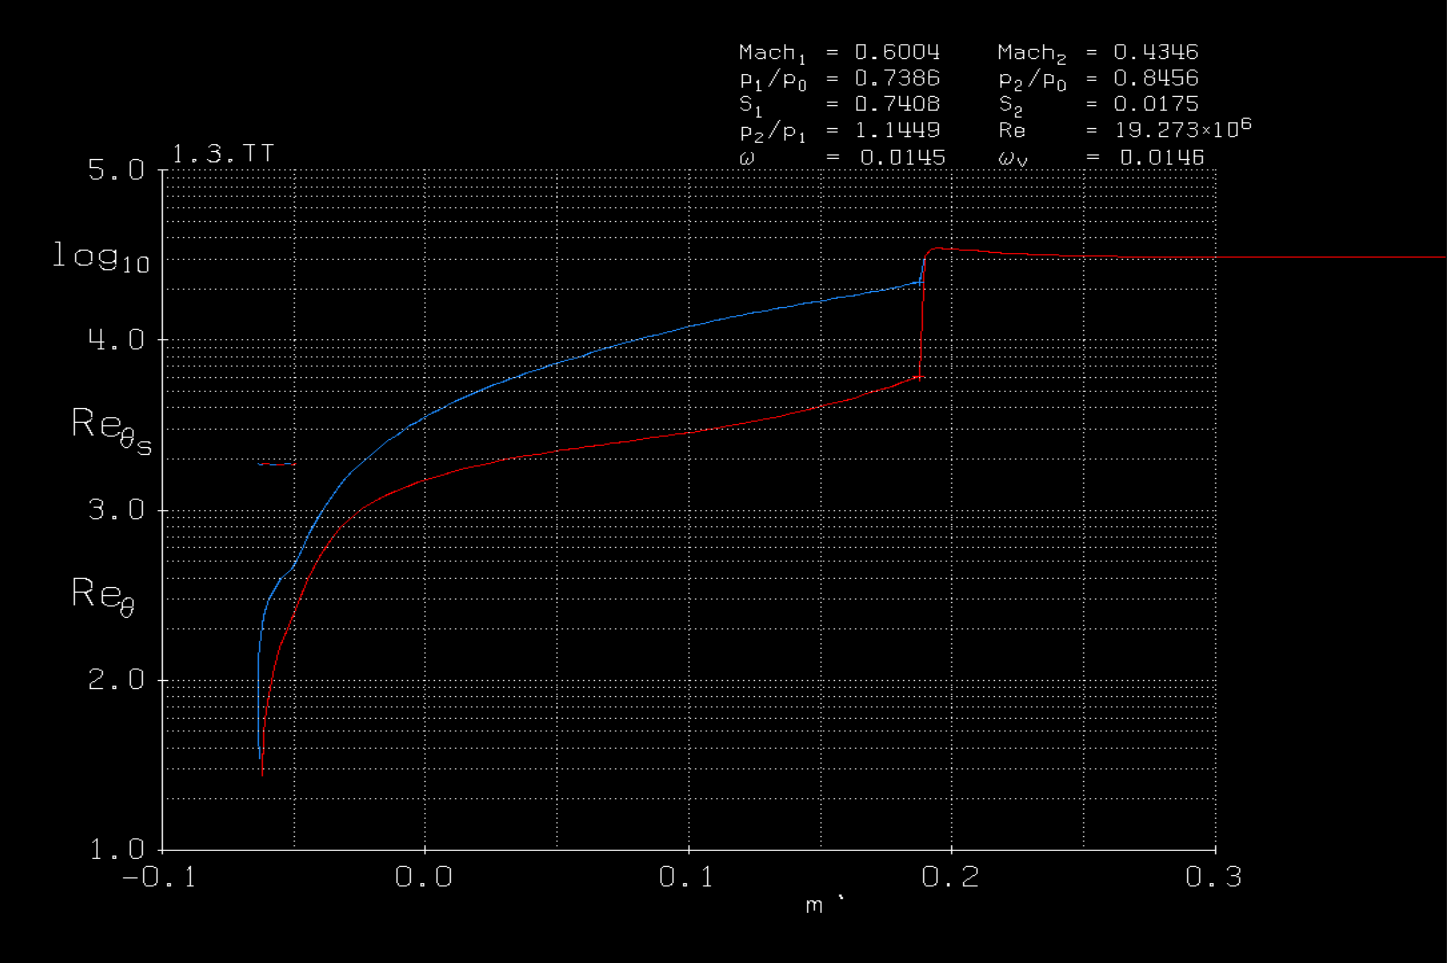 Mach₁ = 0.6004 Mach₂ = 0.4346
p₁/p₀ = 0.7386 p₂/p₀ = 0.8456
S₁ = 0.7408 S₂ = 0.0175
p₂/p₁ = 1.1449 Re = 19.273×10⁶
ω = 0.0145 ωᵥ = 0.0146
1.3.TT
5.0
log₁₀
4.0
Reθs
3.0
Reθ
2.0
1.0
-0.1 0.0 0.1 0.2 0.3
m`